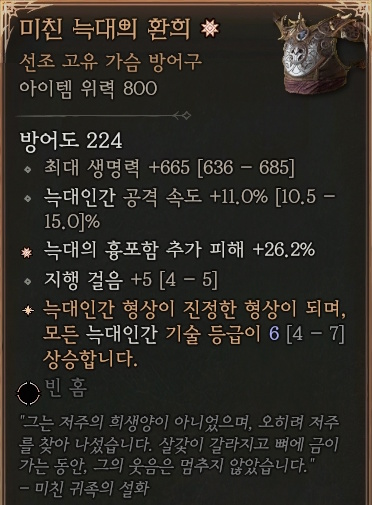 미친 늑대의 환희
선조 고유 가슴 방어구
아이템 위력 800
방어도 224
최대 생명력 +665 [636 - 685]
늑대인간 공격 속도 +11.0% [10.5 -
15.0]%
늑대의 흉포함 추가 피해 +26.2%
지행 걸음 +5 [4 - 5]
늑대인간 형상이 진정한 형상이 되며,
모든 늑대인간 기술 등급이 6 [4 - 7]
상승합니다.
빈 홈
"그는 저주의 희생양이 아니었으며, 오히려 저주
를 찾아 나섰습니다. 살갗이 갈라지고 뼈에 금이
가는 동안, 그의 웃음은 멈추지 않았습니다."
– 미친 귀족의 설화